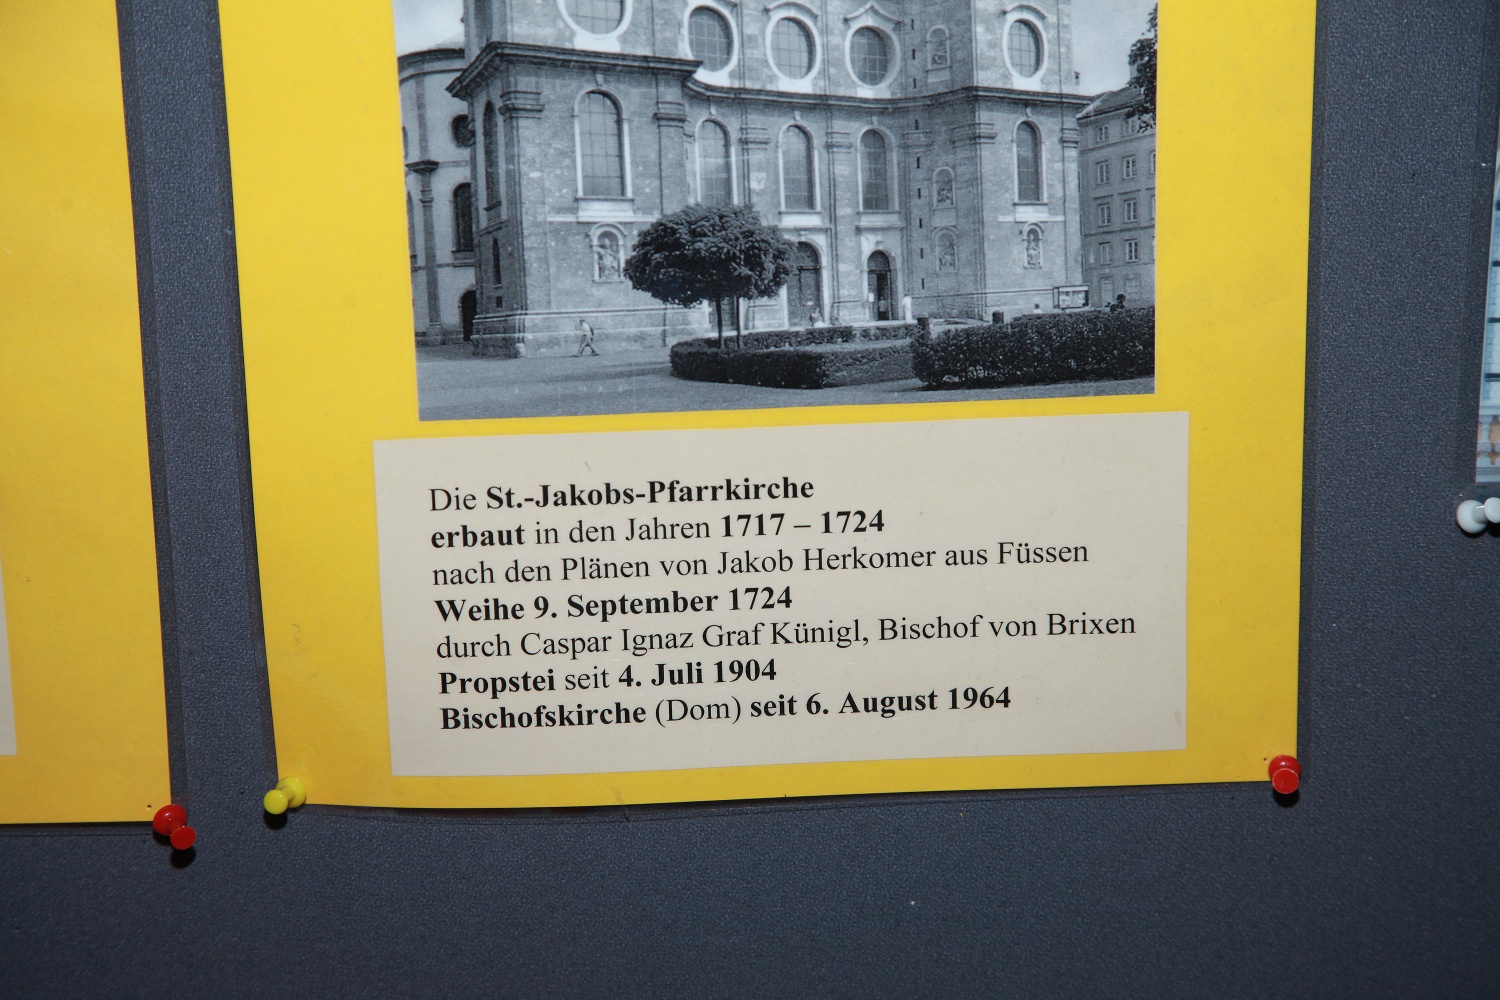 Die St.-Jakobs-Pfarrkirche
erbaut in den Jahren 1717 – 1724
nach den Plänen von Jakob Herkomer aus Füssen
Weihe 9. September 1724
durch Caspar Ignaz Graf Künigl, Bischof von Brixen
Propstei seit 4. Juli 1904
Bischofskirche (Dom) seit 6. August 1964